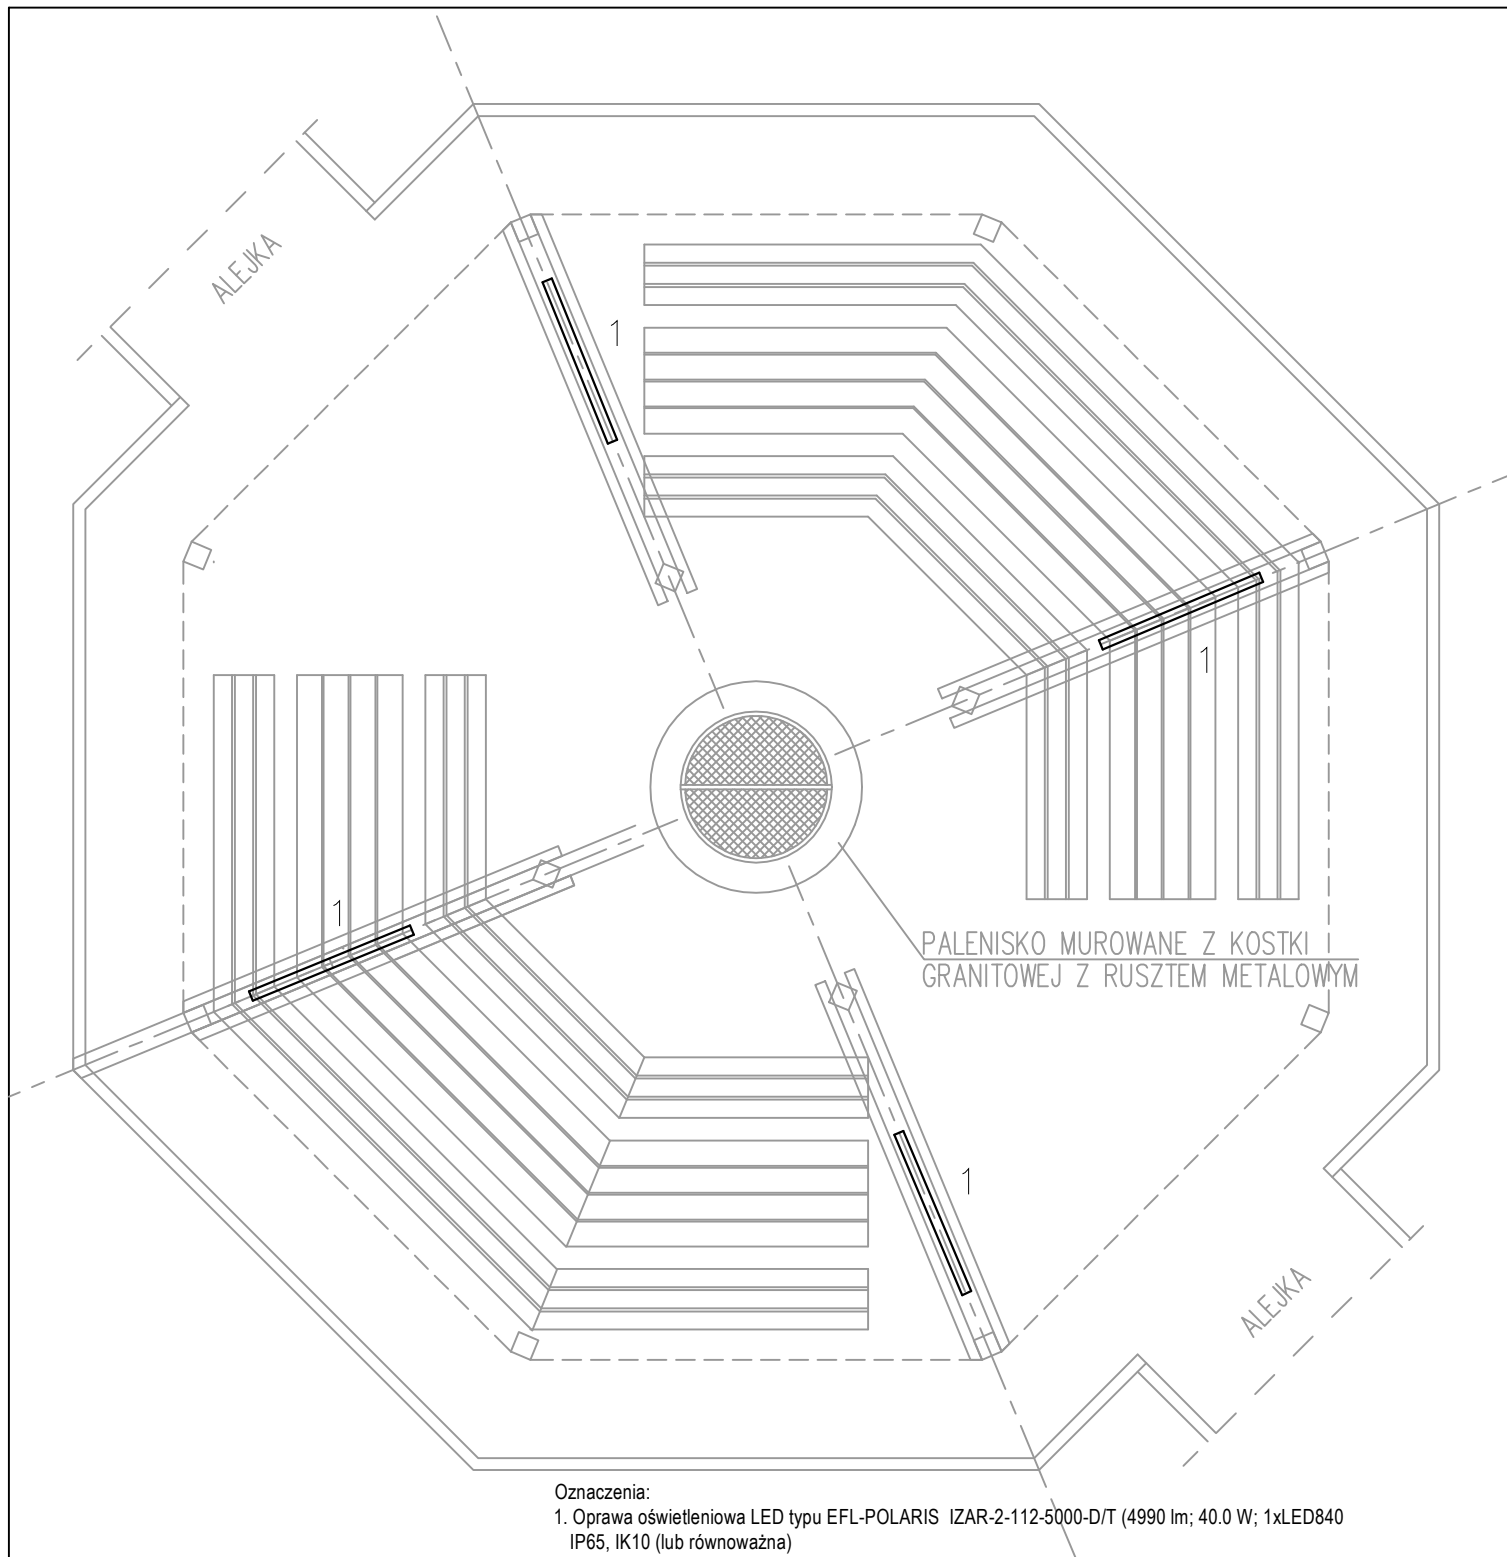 ALEJKA
1
1
1
PALENISKO MUROWANE Z KOSTKI
GRANITOWEJ Z RUSZTEM METALOWYM
1
ALEJKA
Oznaczenia:
1. Oprawa oświetleniowa LED typu EFL-POLARIS IZAR-2-112-5000-D/T (4990 lm; 40.0 W; 1xLED840
IP65, IK10 (lub równoważna)